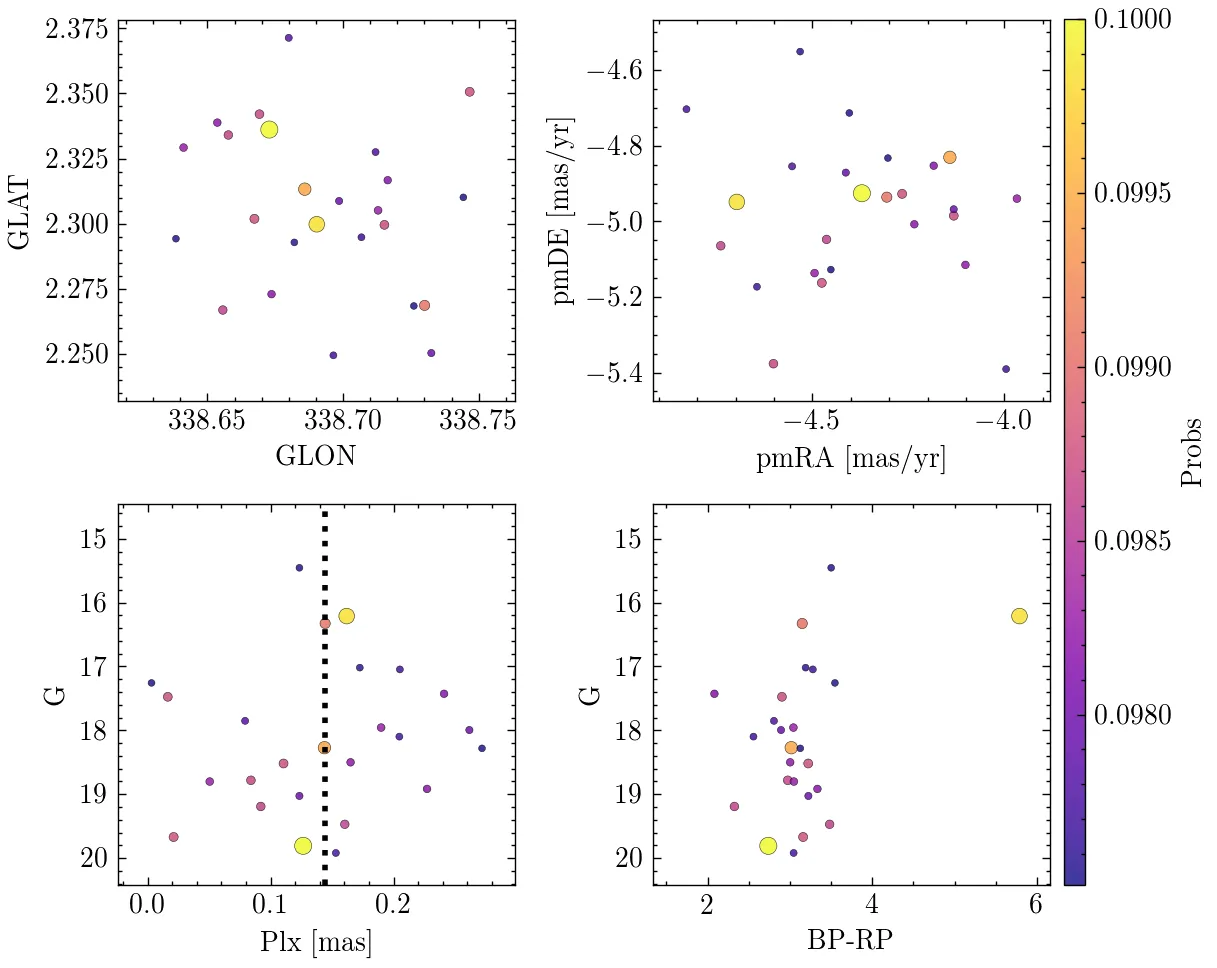 2.375
2.350
2.325
2.300
2.275
2.250
GLAT
338.65 338.70 338.75
GLON
−4.6
−4.8
−5.0
−5.2
−5.4
pmDE [mas/yr]
−4.5 −4.0
pmRA [mas/yr]
0.1000
0.0995
0.0990
0.0985
0.0980
Probs
15
16
17
18
19
20
G
0.0 0.1 0.2
Plx [mas]
15
16
17
18
19
20
G
2 4 6
BP-RP